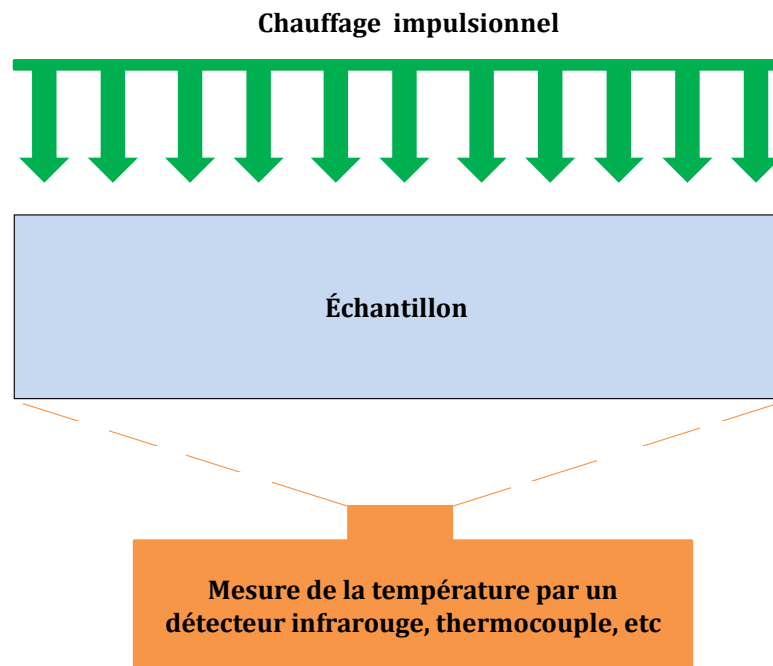 Chauffage impulsionnel
Échantillon
Mesure de la température par un
détecteur infrarouge, thermocouple, etc